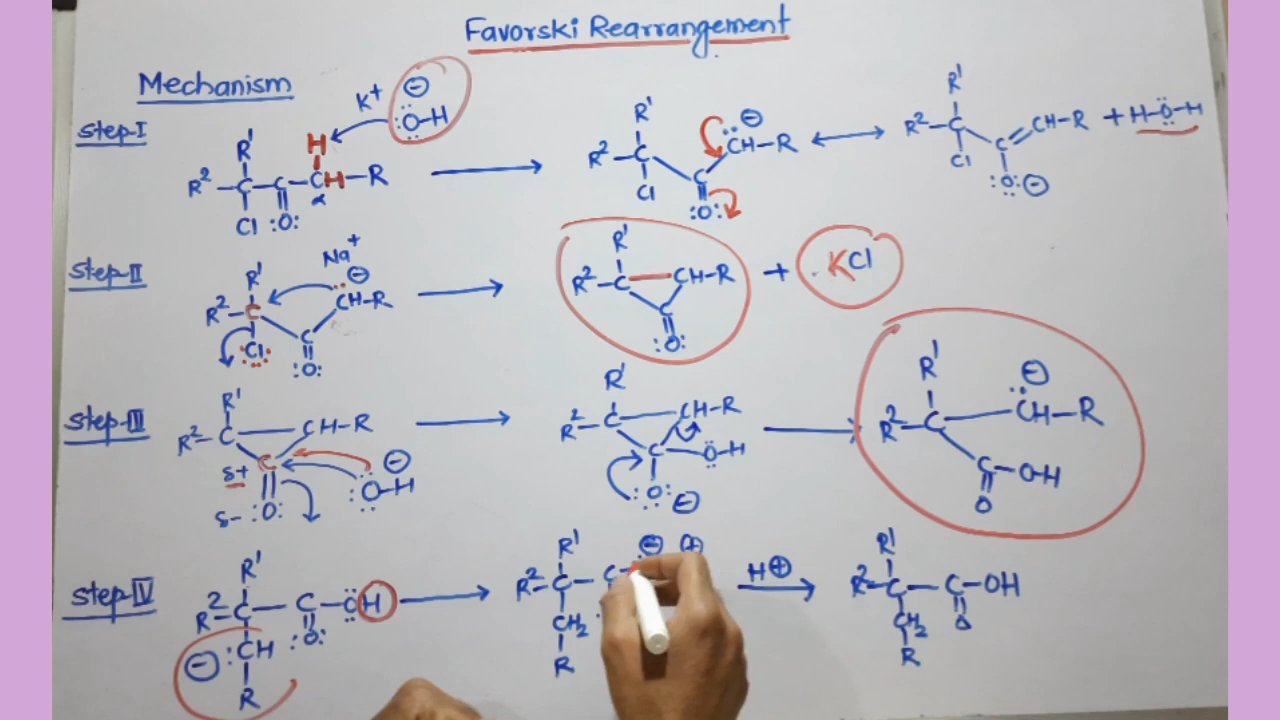 Favorski Rearrangement
Mechanism
K+ ⊖
:ÖH
Step-I
R' H
R²-C-C-CH-R
Cl :O: α
R' ⊖
R²-C CH-R
Cl C
:O:
R'
R²-C C=CH-R + H-Ö-H
Cl :O: ⊖
Step-II
Na+
R' ⊖
R²-C CH-R
:Cl: C
:O:
R'
R²-C-CH-R + KCl
C
:O:
Step-III
R'
R²-C CH-R
δ+ C ⊖
δ- :O: :O-H
R'
R²-C-CH-R
C-Ö-H
:O: ⊖
R' ⊖
R²-C-CH-R
C-OH
O
Step-IV
R'
R²-C-C-OH
⊖ :CH :O:
R
R' ⊖ ⊕
R²-C-C
CH₂
R
H⊕
R'
R²-C-C-OH
CH₂ O
R